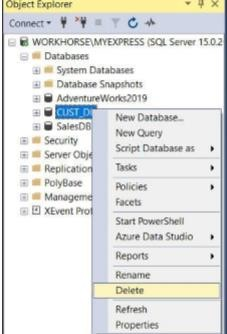 Object Explorer
Connect
WORKHORSE\MYEXPRESS (SQL Server 15.0.2
Databases
System Databases
Database Snapshots
AdventureWorks2019
CUST_D
SalesDB
Security
Server Obje
Replication
PolyBase
Manageme
XEvent Prof
New Database...
New Query
Script Database as
Tasks
Policies
Facets
Start PowerShell
Azure Data Studio
Reports
Rename
Delete
Refresh
Properties